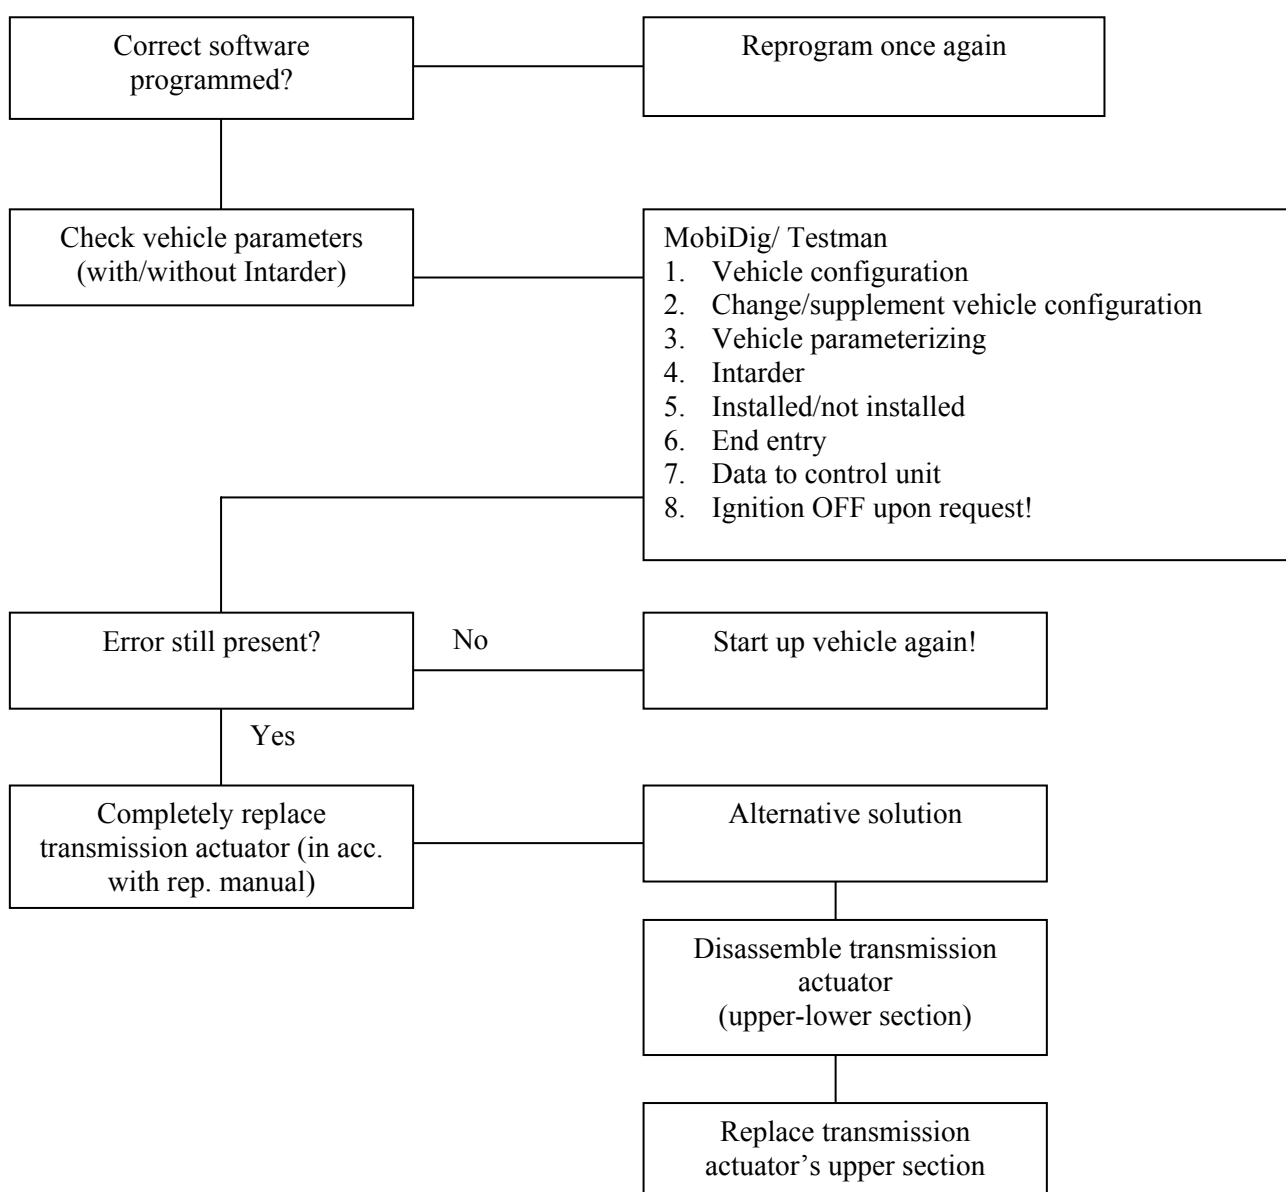 Correct software
programmed?
Reprogram once again
Check vehicle parameters
(with/without Intarder)
MobiDig/ Testman
1. Vehicle configuration
2. Change/supplement vehicle configuration
3. Vehicle parameterizing
4. Intarder
5. Installed/not installed
6. End entry
7. Data to control unit
8. Ignition OFF upon request!
Error still present?
No
Start up vehicle again!
Yes
Completely replace
transmission actuator (in acc.
with rep. manual)
Alternative solution
Disassemble transmission
actuator
(upper-lower section)
Replace transmission
actuator’s upper section